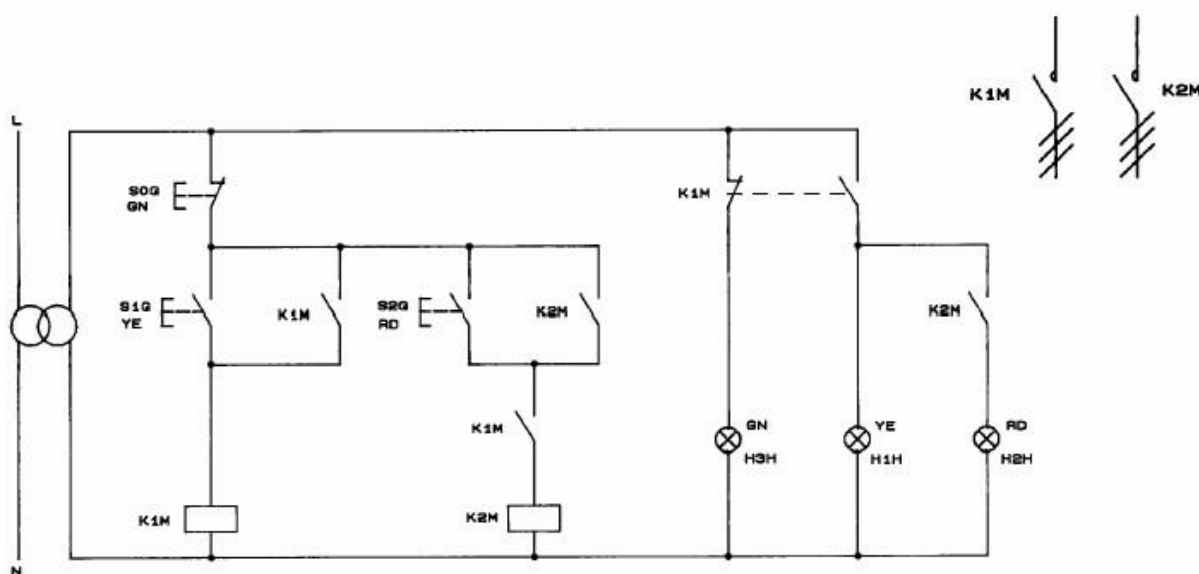 K1M
K2M
L
S0Q
GN
K1M
S1Q
YE
K1M
S2Q
RD
K2M
K2M
K1M
GN
H3H
YE
H1H
RD
H2H
K1M
K2M
N